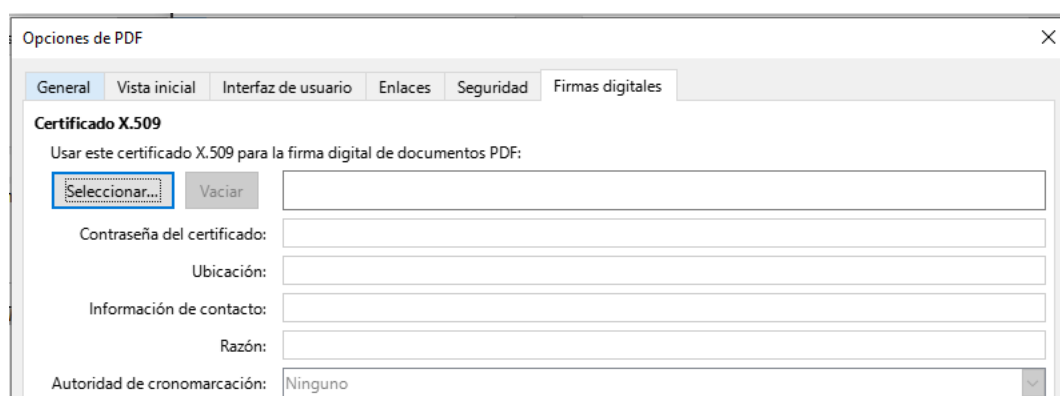 Opciones de PDF
General Vista inicial Interfaz de usuario Enlaces Seguridad Firmas digitales
Certificado X.509
Usar este certificado X.509 para la firma digital de documentos PDF:
Seleccionar... Vaciar
Contraseña del certificado:
Ubicación:
Información de contacto:
Razón:
Autoridad de cronomarcación: Ninguno